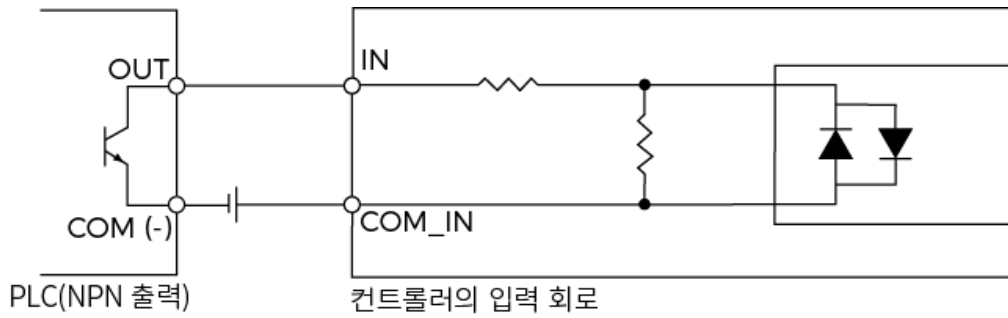 OUT
IN
COM (-)
COM_IN
PLC(NPN 출력)
컨트롤러의 입력 회로